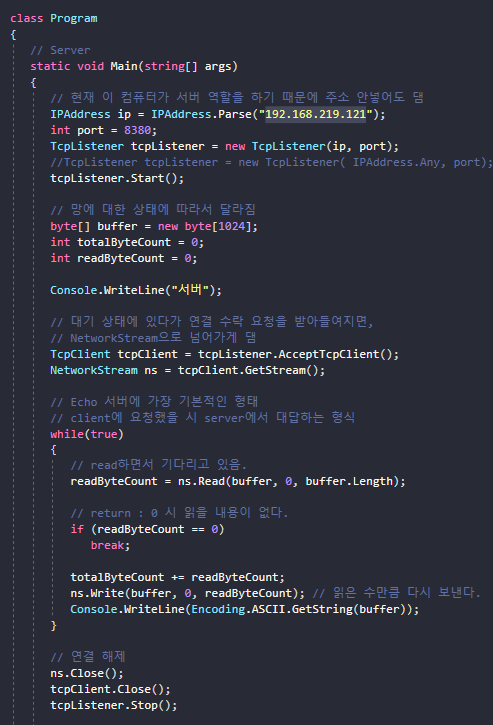 class Program
{
// Server
static void Main(string[] args)
{
// 현재 이 컴퓨터가 서버 역할을 하기 때문에 주소 안넣어도 댐
IPAddress ip = IPAddress.Parse("192.168.219.121");
int port = 8380;
TcpListener tcpListener = new TcpListener(ip, port);
//TcpListener tcpListener = new TcpListener( IPAddress.Any, port);
tcpListener.Start();
// 망에 대한 상태에 따라서 달라짐
byte[] buffer = new byte[1024];
int totalByteCount = 0;
int readByteCount = 0;
Console.WriteLine("서버");
// 대기 상태에 있다가 연결 수락 요청을 받아들여지면,
// NetworkStream으로 넘어가게 댐
TcpClient tcpClient = tcpListener.AcceptTcpClient();
NetworkStream ns = tcpClient.GetStream();
// Echo 서버에 가장 기본적인 형태
// client에 요청했을 시 server에서 대답하는 형식
while(true)
{
// read하면서 기다리고 있음.
readByteCount = ns.Read(buffer, 0, buffer.Length);
// return : 0 시 읽을 내용이 없다.
if (readByteCount == 0)
break;
totalByteCount += readByteCount;
ns.Write(buffer, 0, readByteCount); // 읽은 수만큼 다시 보낸다.
Console.WriteLine(Encoding.ASCII.GetString(buffer));
}
// 연결 해제
ns.Close();
tcpClient.Close();
tcpListener.Stop();